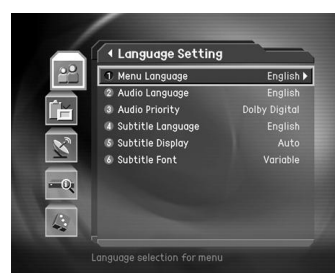 Language Setting
1 Menu Language English
2 Audio Language English
3 Audio Priority Dolby Digital
4 Subtitle Language English
5 Subtitle Display Auto
6 Subtitle Font Variable
Language selection for menu